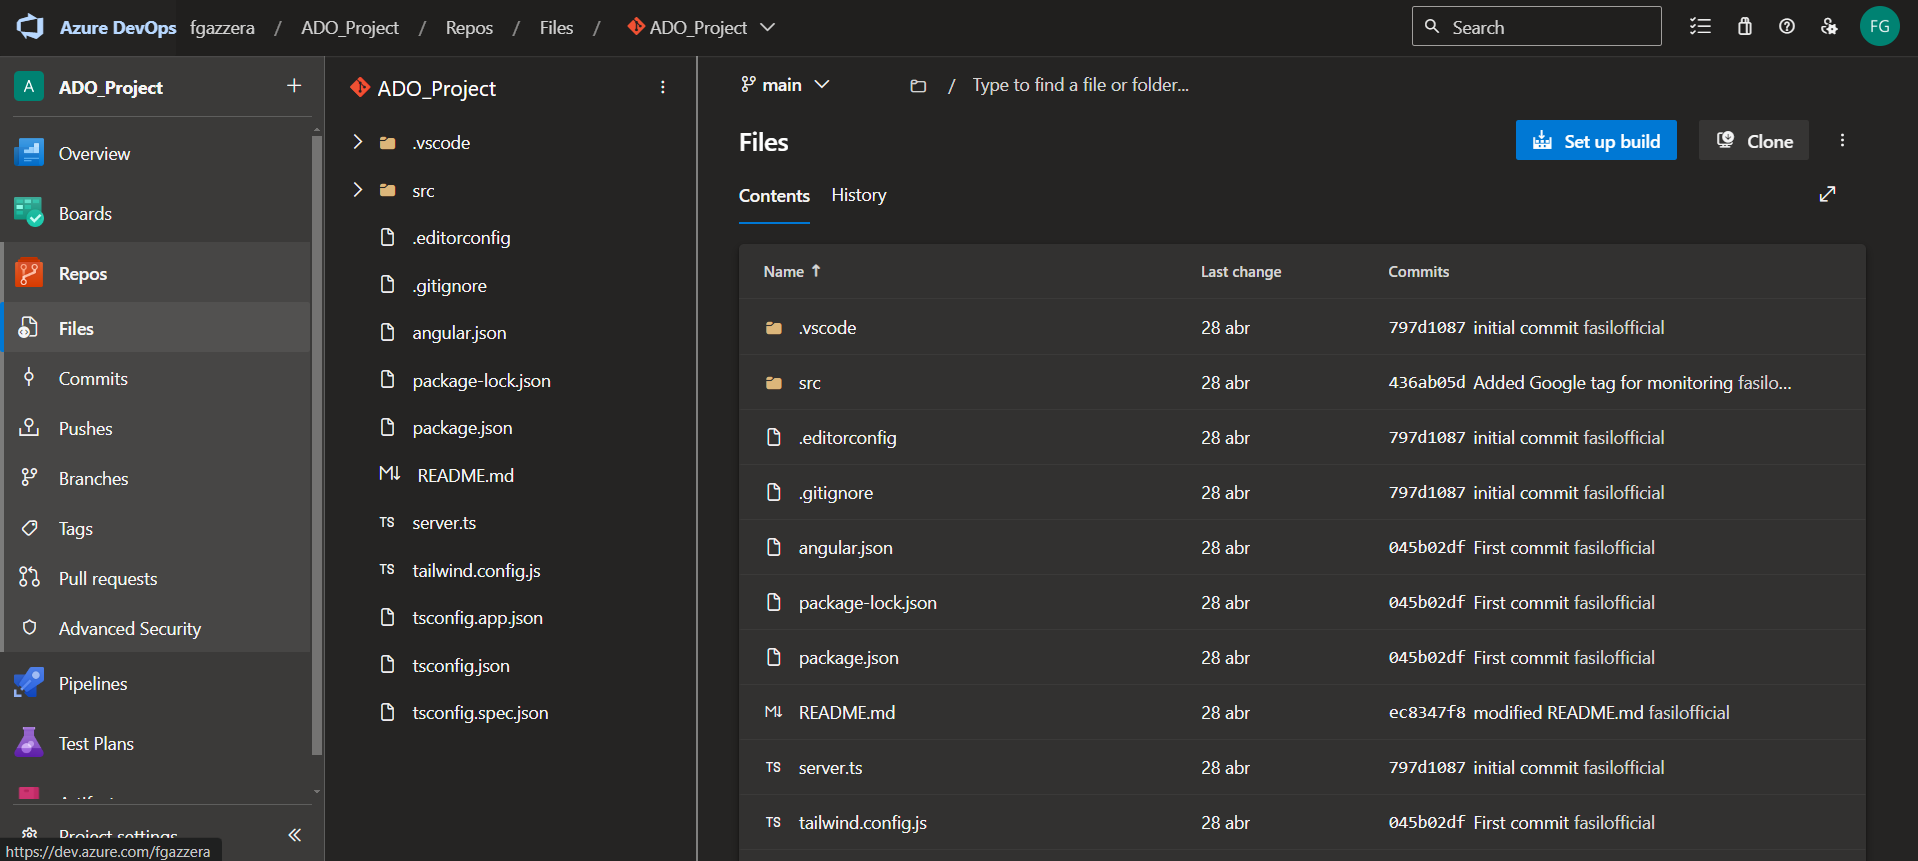 Azure DevOps fgazzera / ADO_Project / Repos / Files / ADO_Project
Search
FG
A ADO_Project +
Overview
Boards
Repos
Files
Commits
Pushes
Branches
Tags
Pull requests
Advanced Security
Pipelines
Test Plans
Artifacts
Project settings
https://dev.azure.com/fgazzera
ADO_Project
.vscode
src
.editorconfig
.gitignore
angular.json
package-lock.json
package.json
M↓ README.md
TS server.ts
TS tailwind.config.js
tsconfig.app.json
tsconfig.json
tsconfig.spec.json
main
/ Type to find a file or folder...
Files
Set up build
Clone
Contents History
Name ↑ Last change Commits
.vscode 28 abr 797d1087 initial commit fasilofficial
src 28 abr 436ab05d Added Google tag for monitoring fasilo...
.editorconfig 28 abr 797d1087 initial commit fasilofficial
.gitignore 28 abr 797d1087 initial commit fasilofficial
angular.json 28 abr 045b02df First commit fasilofficial
package-lock.json 28 abr 045b02df First commit fasilofficial
package.json 28 abr 045b02df First commit fasilofficial
M↓ README.md 28 abr ec8347f8 modified README.md fasilofficial
TS server.ts 28 abr 797d1087 initial commit fasilofficial
TS tailwind.config.js 28 abr 045b02df First commit fasilofficial